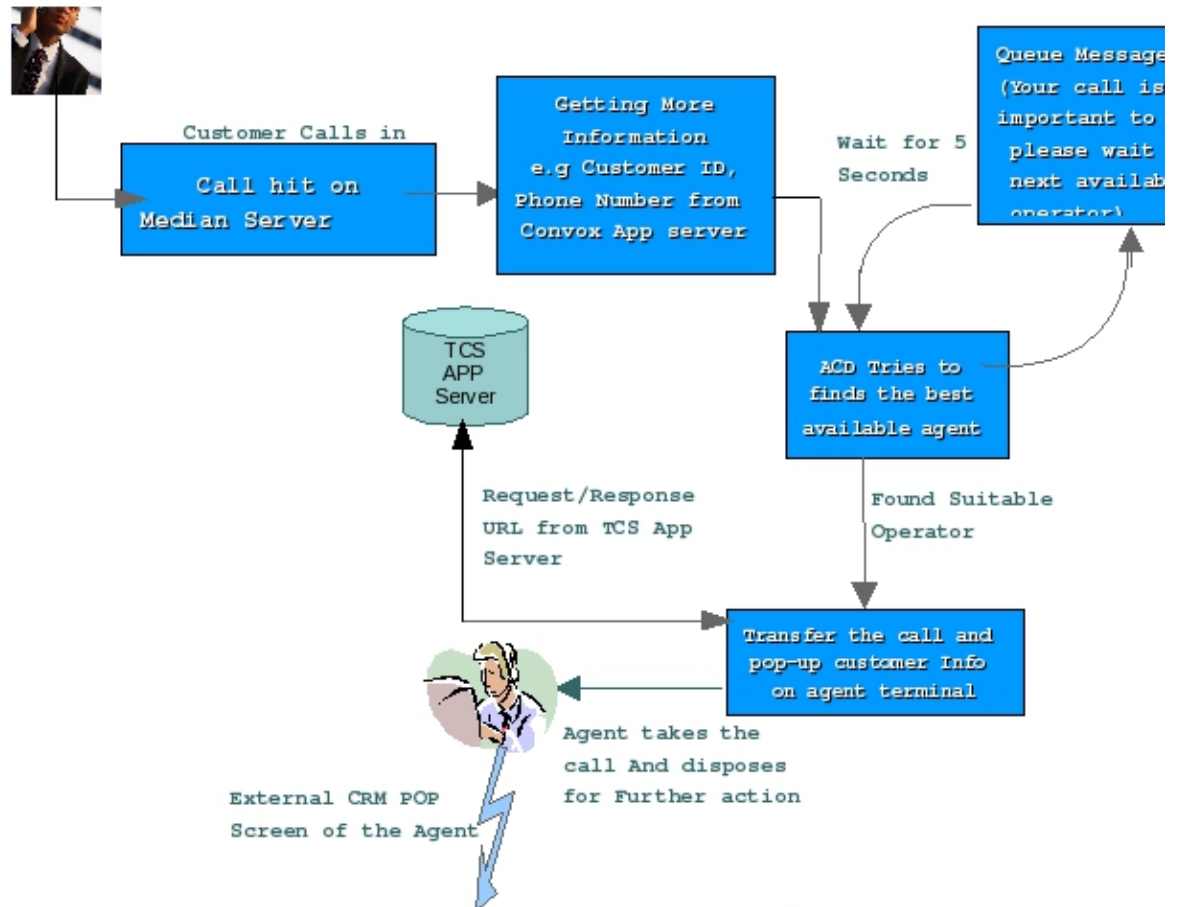 Customer Calls in
Call hit on
Median Server
Getting More
Information
e.g Customer ID,
Phone Number from
Convox App server
Wait for 5
Seconds
Queue Message
(Your call is
important to
please wait
next
operator)
ACD Tries to
finds the best
available agent
TCS
APP
Server
Request/Response
URL from TCS App
Server
Found Suitable
Operator
Transfer the call and
pop-up customer Info
on agent terminal
Agent takes the
call And disposes
for Further action
External CRM POP
Screen of the Agent